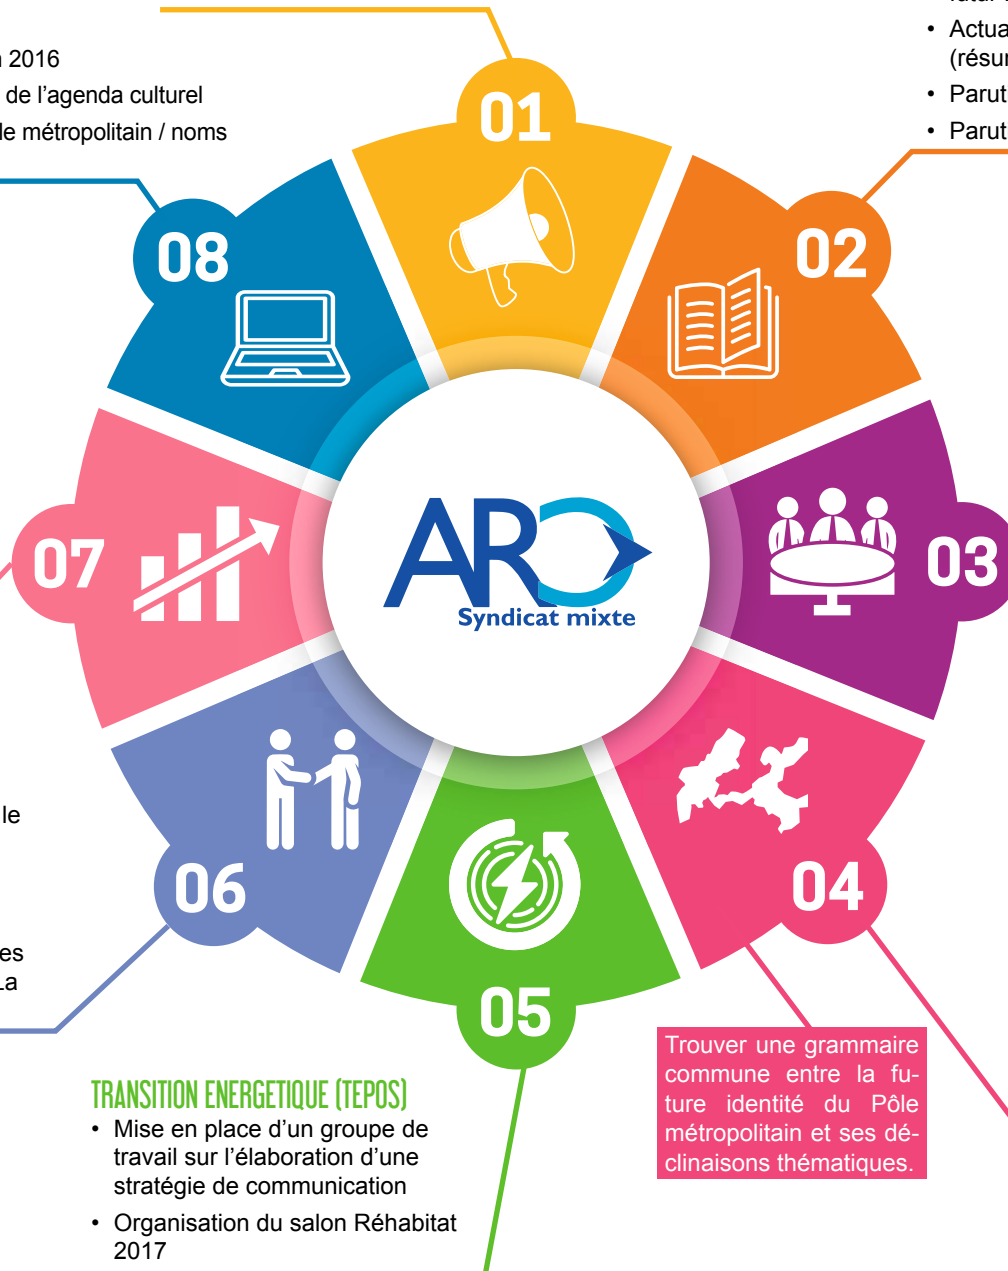 2016
de l’agenda culturel
métropolitain / noms
•
• Parut
• Parut
01
02
08
03
07
ARC
Syndicat mixte
le
06
04
05
es
La
TRANSITION ENERGETIQUE (TEPOS)
• Mise en place d’un groupe de
travail sur l’élaboration d’une
stratégie de communication
• Organisation du salon Réhabitat
2017
Trouver une grammaire
commune entre la fu-
ture identité du Pôle
métropolitain et ses dé-
clinaisons thématiques.